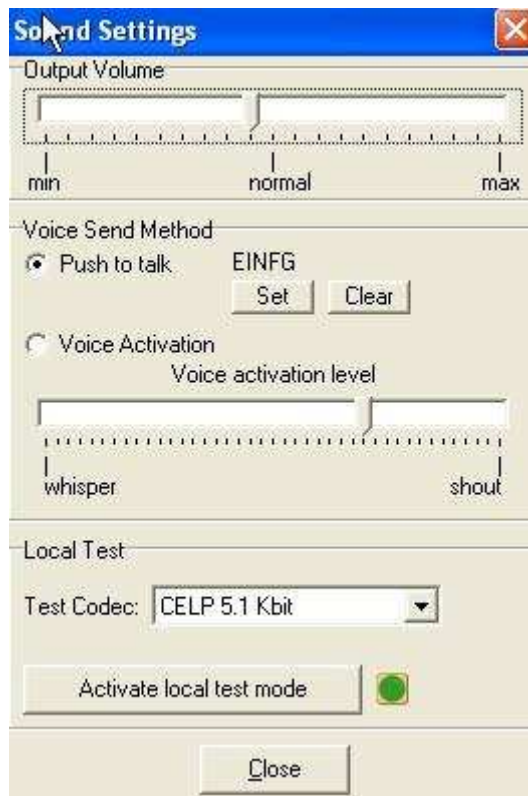 Sound Settings
Output Volume
min normal max
Voice Send Method
Push to talk EINFG
Set Clear
Voice Activation
Voice activation level
whisper shout
Local Test
Test Codec: CELP 5.1 Kbit
Activate local test mode
Close